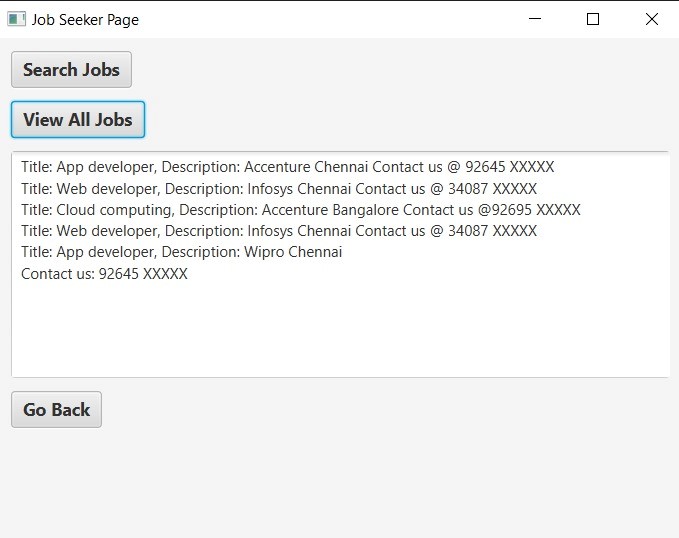 Job Seeker Page
Search Jobs
View All Jobs
Title: App developer, Description: Accenture Chennai Contact us @ 92645 XXXXX
Title: Web developer, Description: Infosys Chennai Contact us @ 34087 XXXXX
Title: Cloud computing, Description: Accenture Bangalore Contact us @92695 XXXXX
Title: Web developer, Description: Infosys Chennai Contact us @ 34087 XXXXX
Title: App developer, Description: Wipro Chennai
Contact us: 92645 XXXXX
Go Back